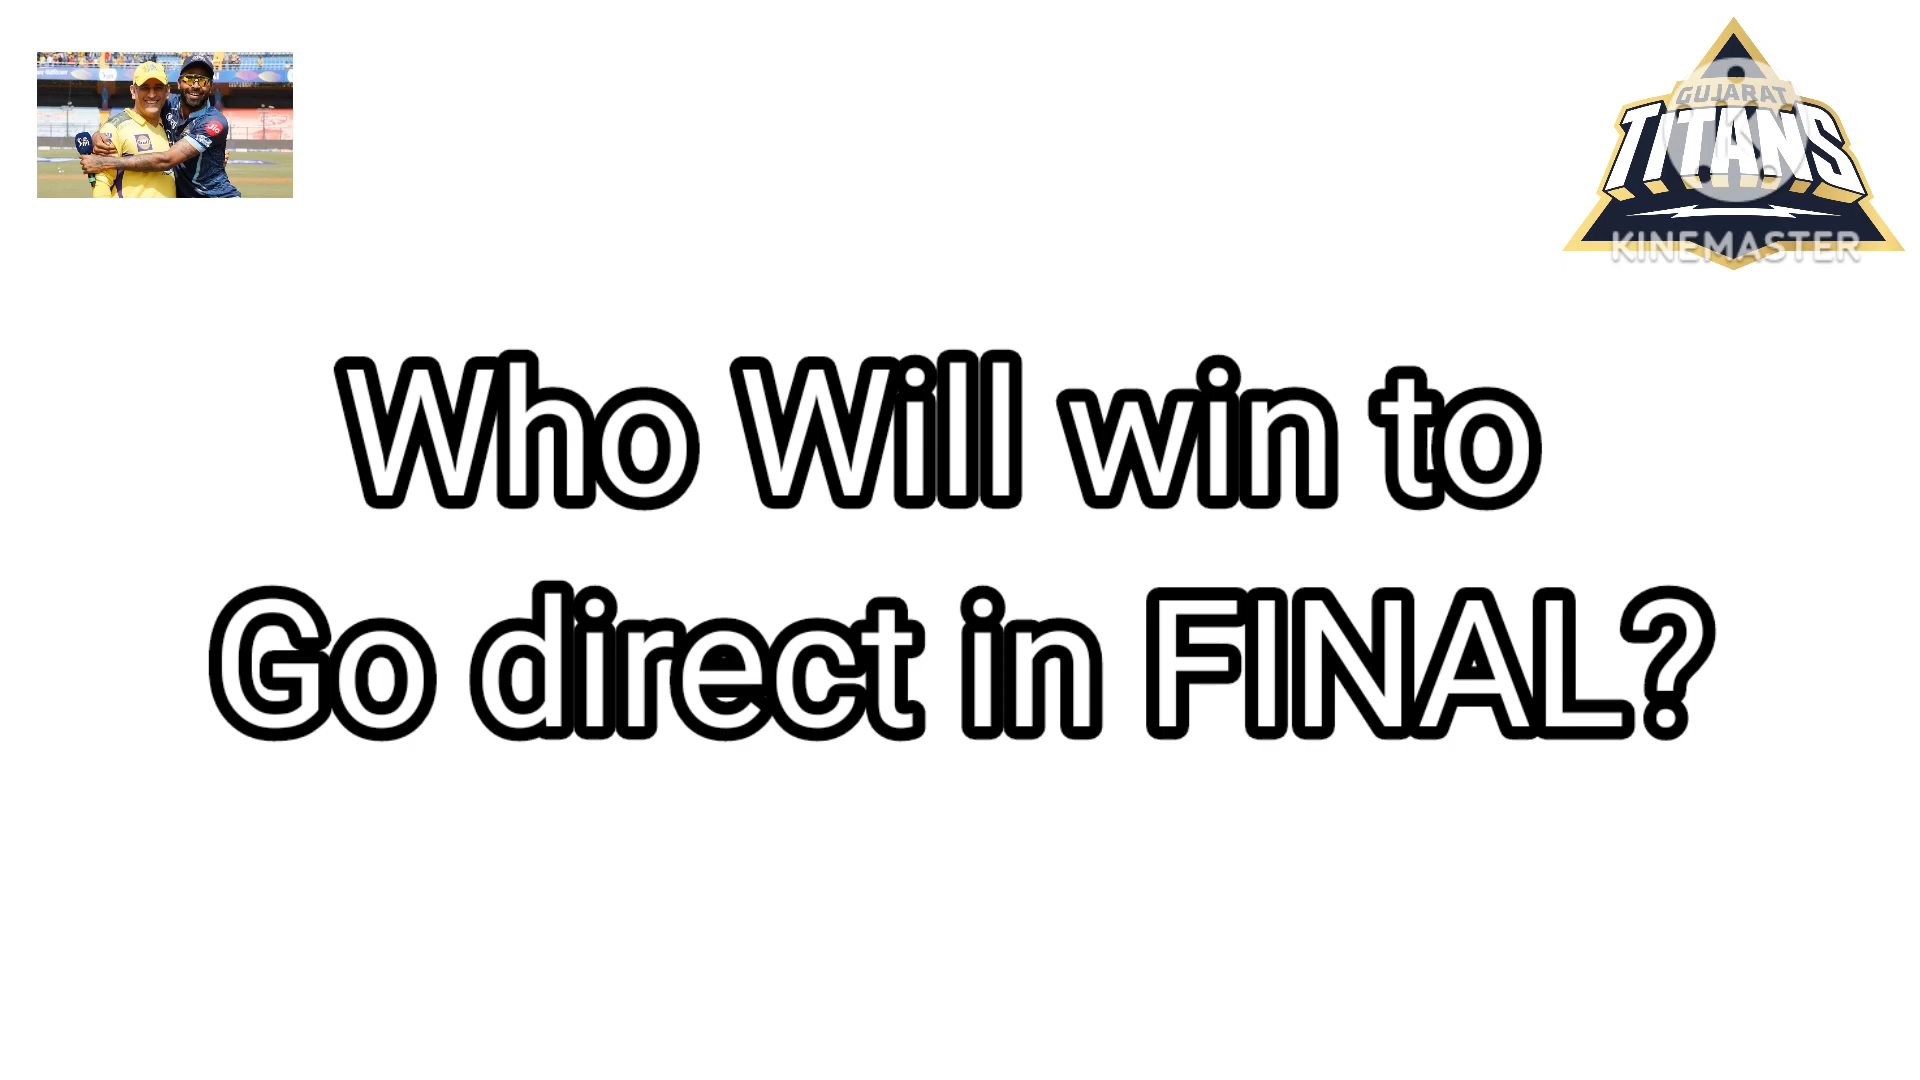 GUJARAT
TITANS
KINEMASTER
Who Will win to
Go direct in FINAL?